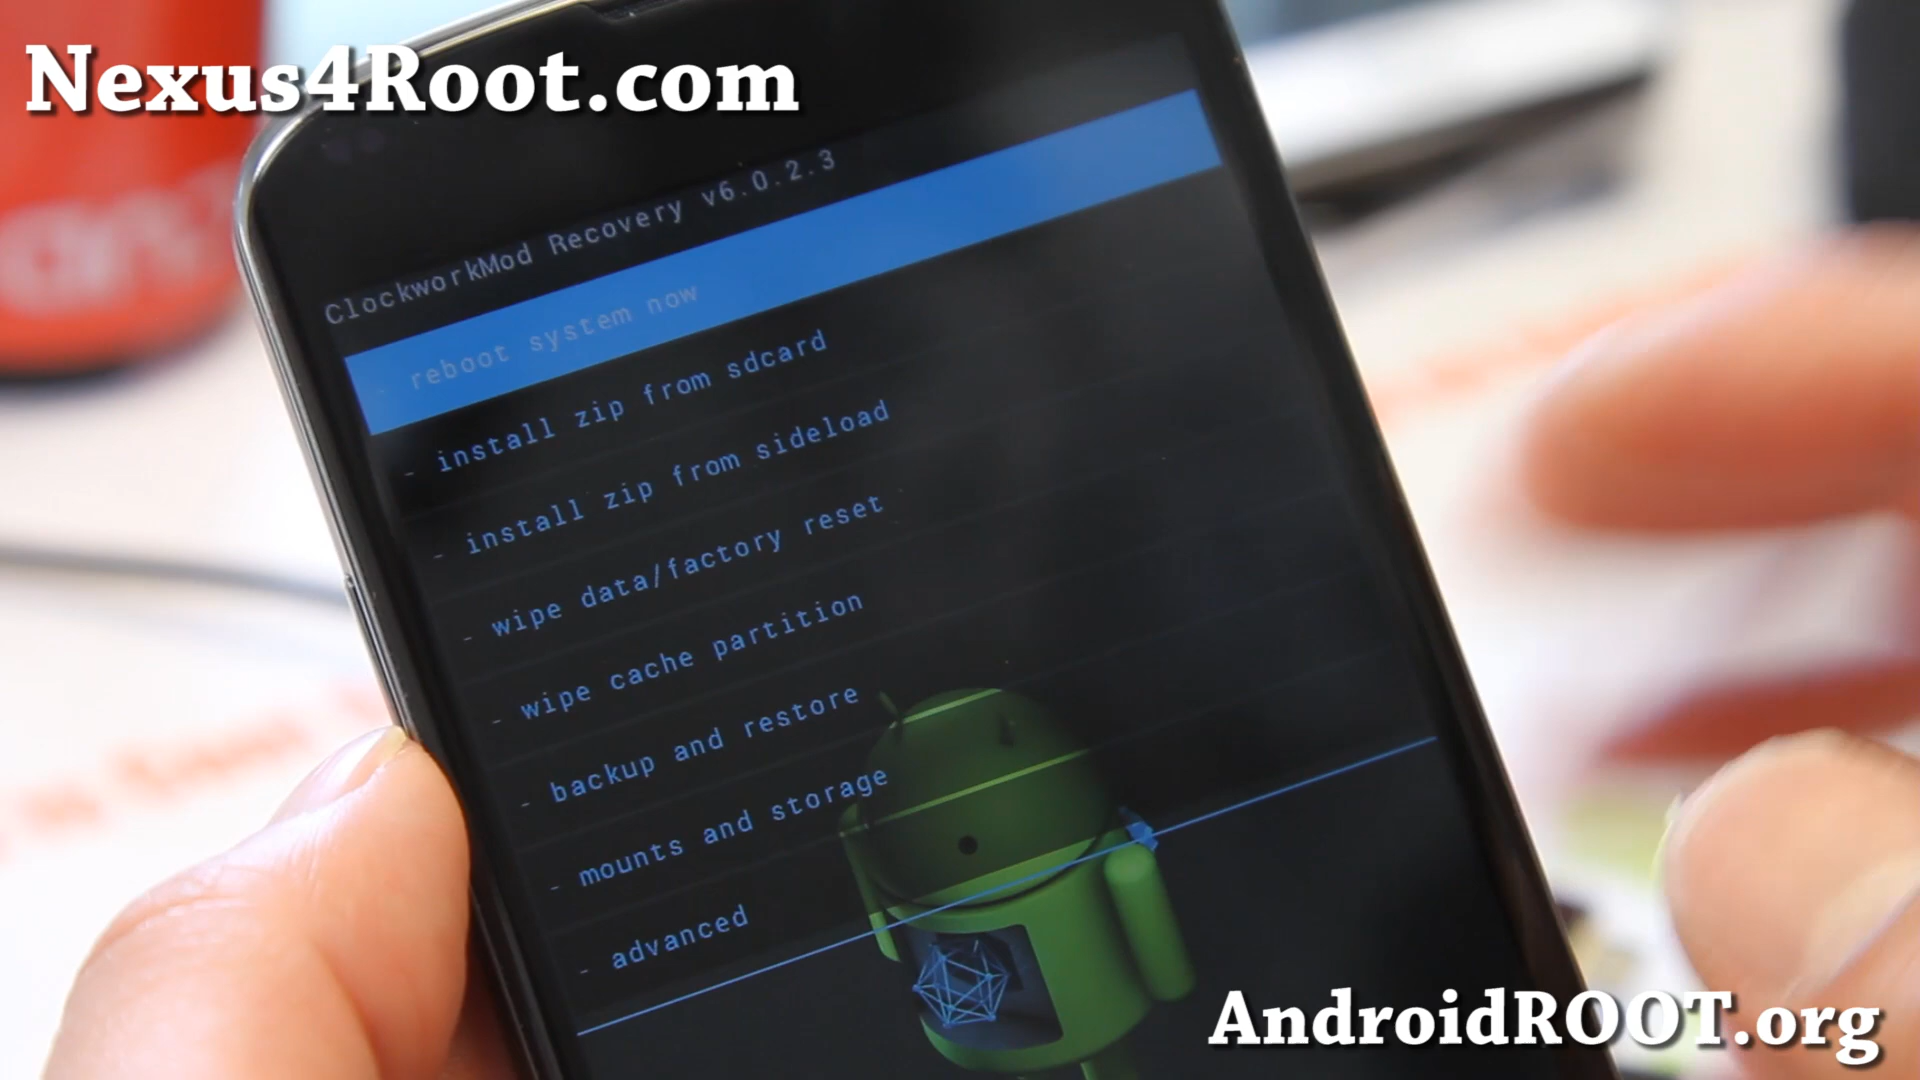 Nexus4Root.com
ClockworkMod Recovery v6.0.2.3
- reboot system now
- install zip from sdcard
- install zip from sideload
- wipe data/factory reset
- wipe cache partition
- backup and restore
- mounts and storage
- advanced
AndroidROOT.org